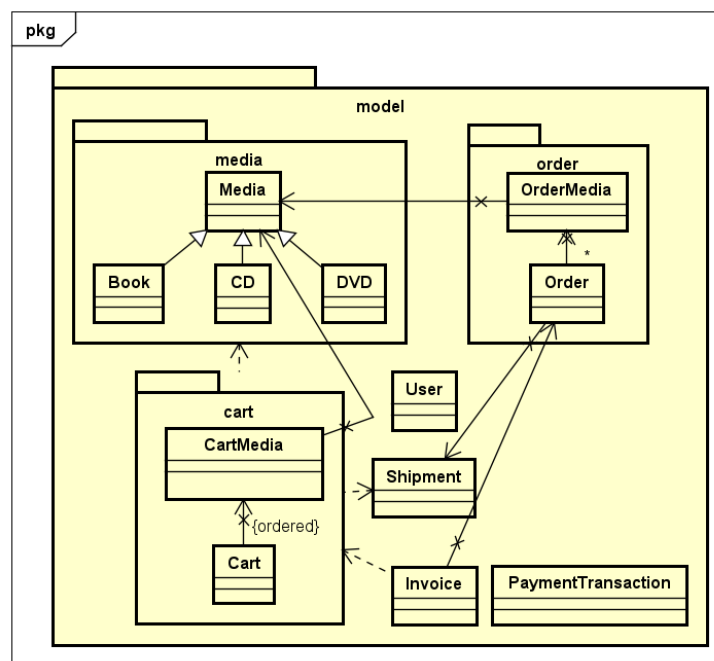 pkg
model
media
order
Media
OrderMedia
*
Book
CD
DVD
Order
User
cart
CartMedia
Shipment
{ordered}
Cart
Invoice
PaymentTransaction